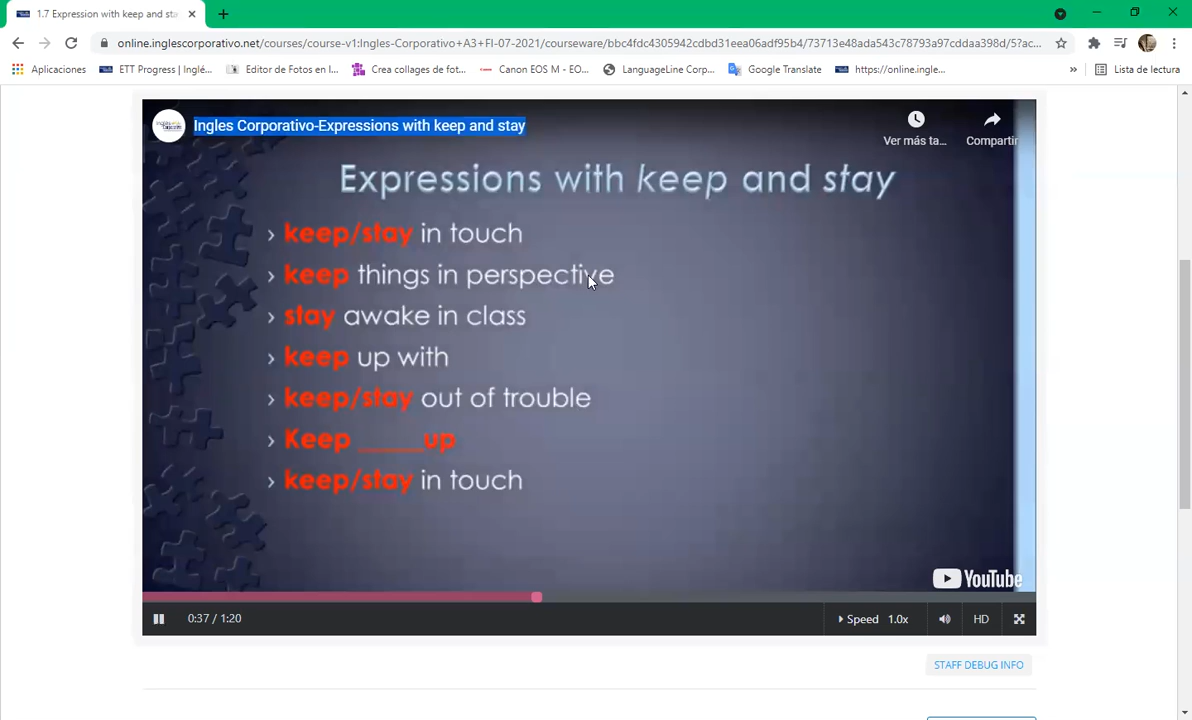 1.7 Expression with keep and sta
online.inglescorporativo.net/courses/course-v1:Ingles-Corporativo+A3+FI-07-2021/courseware/bbc4fdc4305942cdbd31eea06adf95b4/73713e48ada543c78793a97cddaa398d/5?ac...
Aplicaciones ETT Progress | Inglé... Editor de Fotos en l... Crea collages de fot... Canon EOS M - EO... LanguageLine Corp... Google Translate https://online.ingle... » Lista de lectura
Ingles Corporativo-Expressions with keep and stay
Ver más ta... Compartir
Expressions with keep and stay
› keep/stay in touch
› keep things in perspective
› stay awake in class
› keep up with
› keep/stay out of trouble
› Keep _____up
› keep/stay in touch
YouTube
0:37 / 1:20 Speed 1.0x HD
STAFF DEBUG INFO